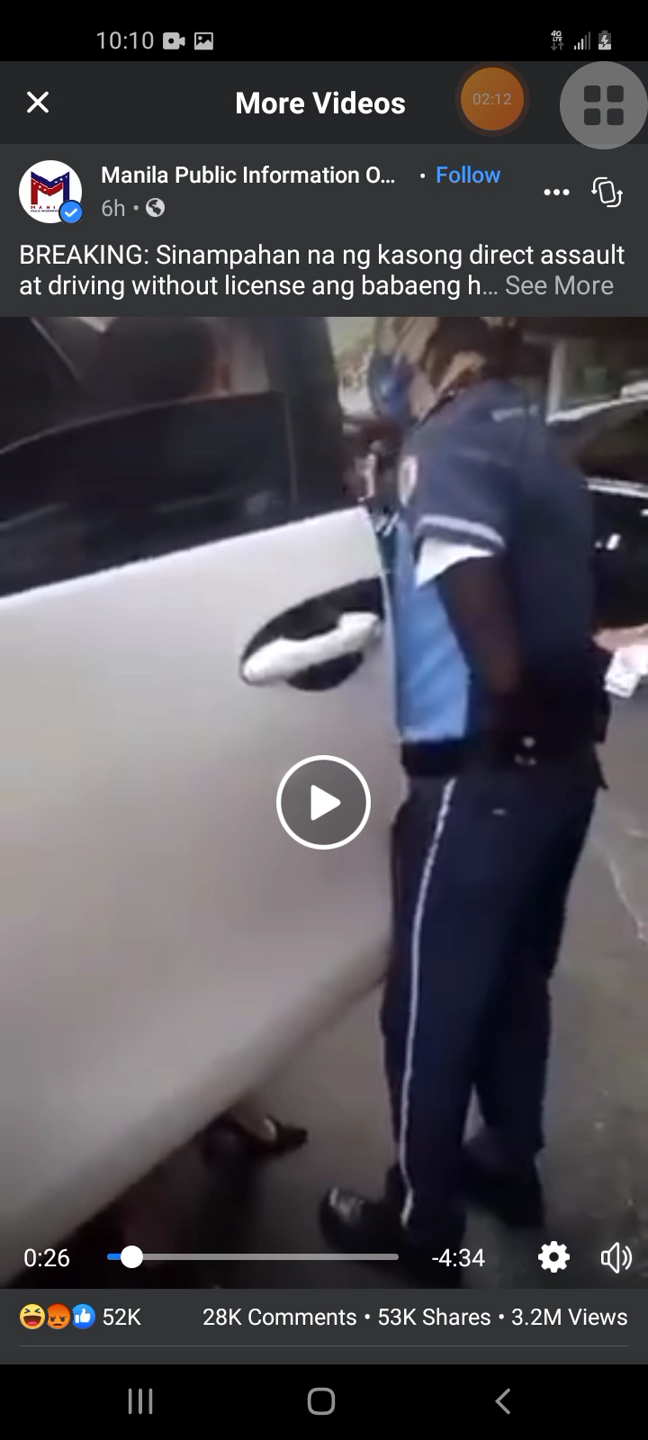 10:10
4G
LTE
More Videos
02:12
Manila Public Information O... · Follow
6h •
BREAKING: Sinampahan na ng kasong direct assault
at driving without license ang babaeng h... See More
0:26
-4:34
52K
28K Comments • 53K Shares • 3.2M Views